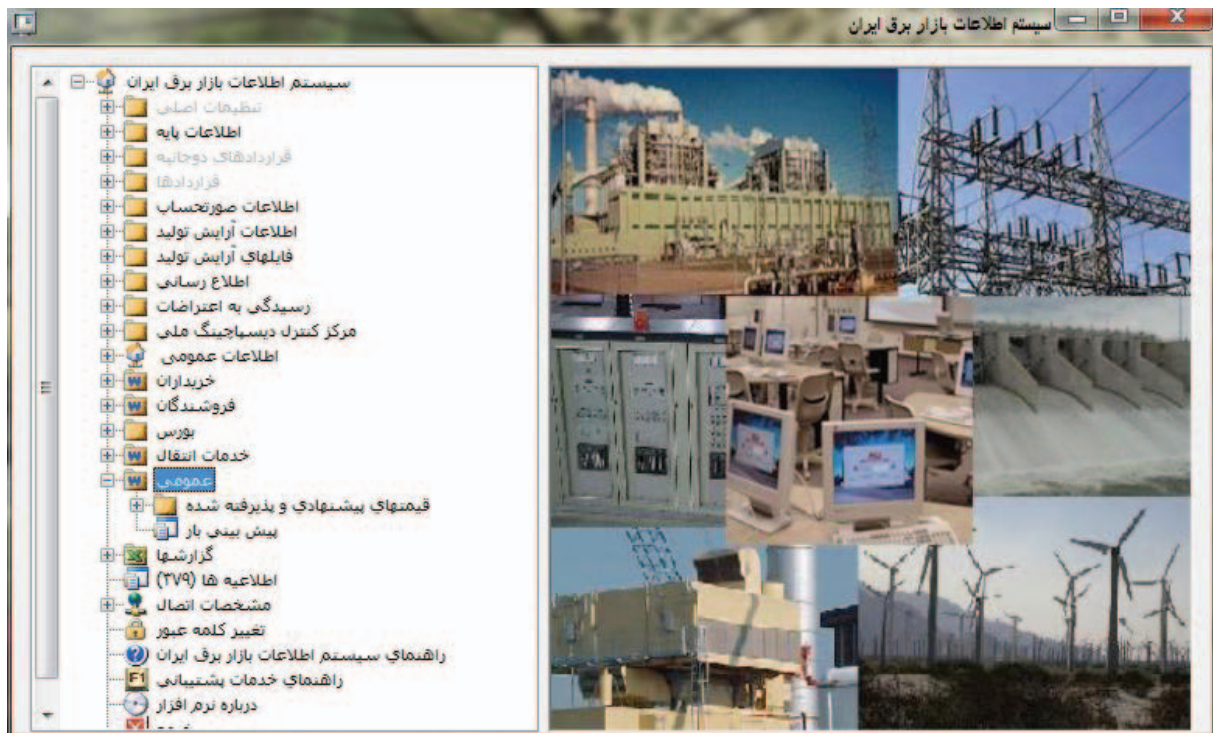 سیستم اطلاعات بازار برق ایران
سیستم اطلاعات بازار برق ایران
تنظیمات اصلی
اطلاعات پایه
قراردادهای دوجانبه
قراردادها
اطلاعات صورتحساب
اطلاعات آرایش تولید
فایلهای آرایش تولید
اطلاع رسانی
رسیدگی به اعتراضات
مرکز کنترل دیسپاچینگ ملی
اطلاعات عمومی
خریداران
فروشندگان
بورس
خدمات انتقال
عمومی
قیمتهای پیشنهادی و پذیرفته شده
پیش بینی بار
گزارشها
اطلاعیه ها (۳۷۹)
مشخصات اتصال
تغییر کلمه عبور
راهنمای سیستم اطلاعات بازار برق ایران
راهنمای خدمات پشتیبانی F1
درباره نرم افزار